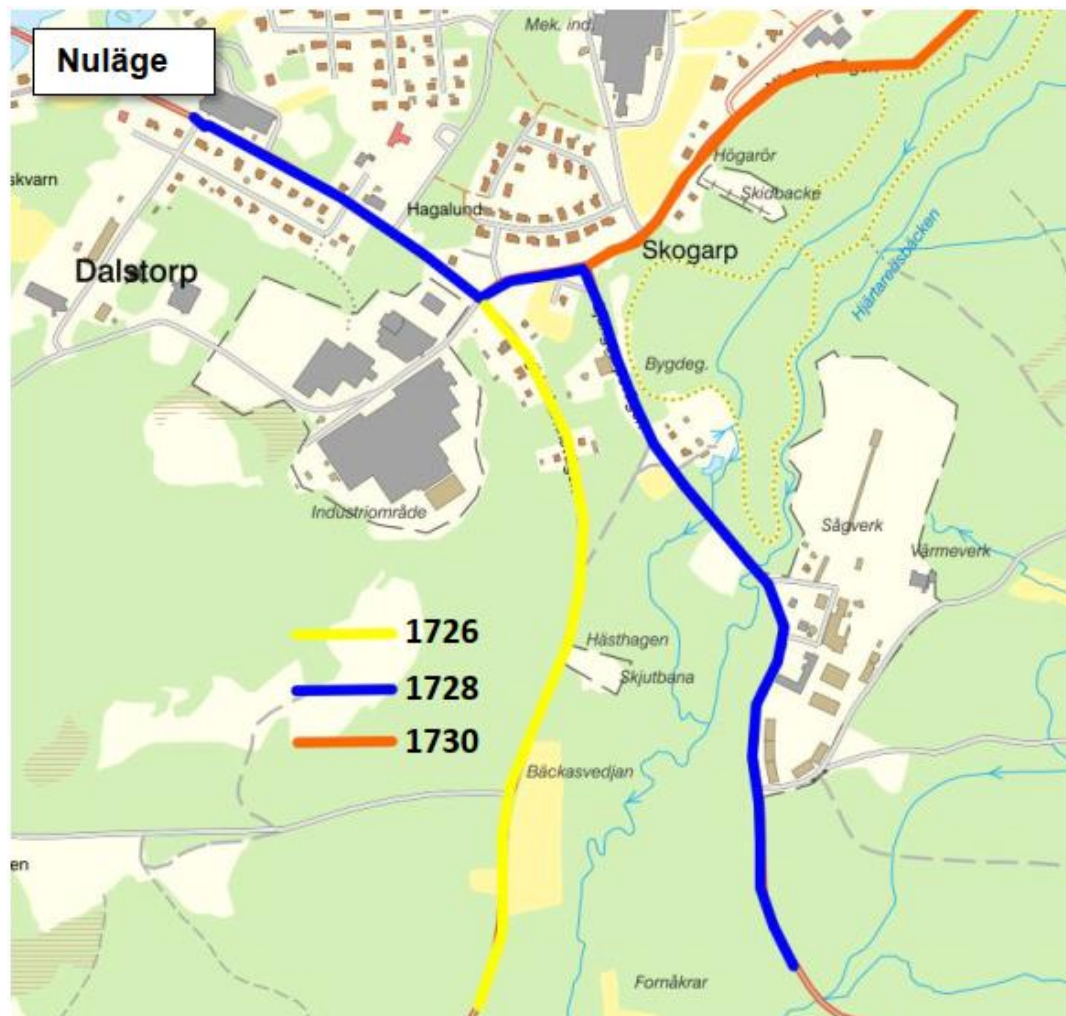 Nuläge
Mek. ind.
Högarör
Skidbacke
skvarn
Hagalund
Skogarp
Dalstorp
Hjärtaredsbäcken
Bygdeg.
Industriområde
Sågverk
Värmeverk
1726
Hästhagen
1728
Skjutbana
1730
Bäckasvedjan
en
Fornåkrar